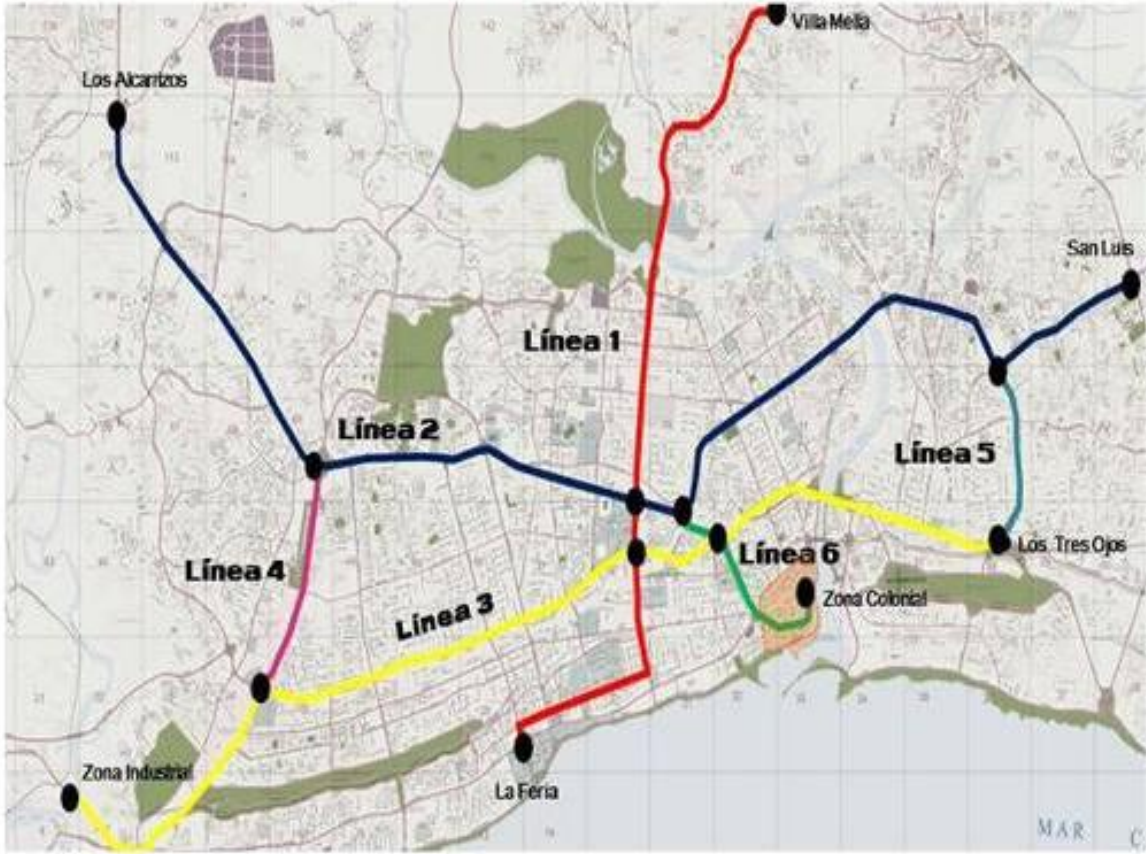 Villa Mella
Los Alcarrizos
San Luis
Línea 1
Línea 2
Línea 5
Línea 4
Línea 6
Los Tres Ojos
Zona Colonial
Línea 3
Zona Industrial
La Feria
MAR C